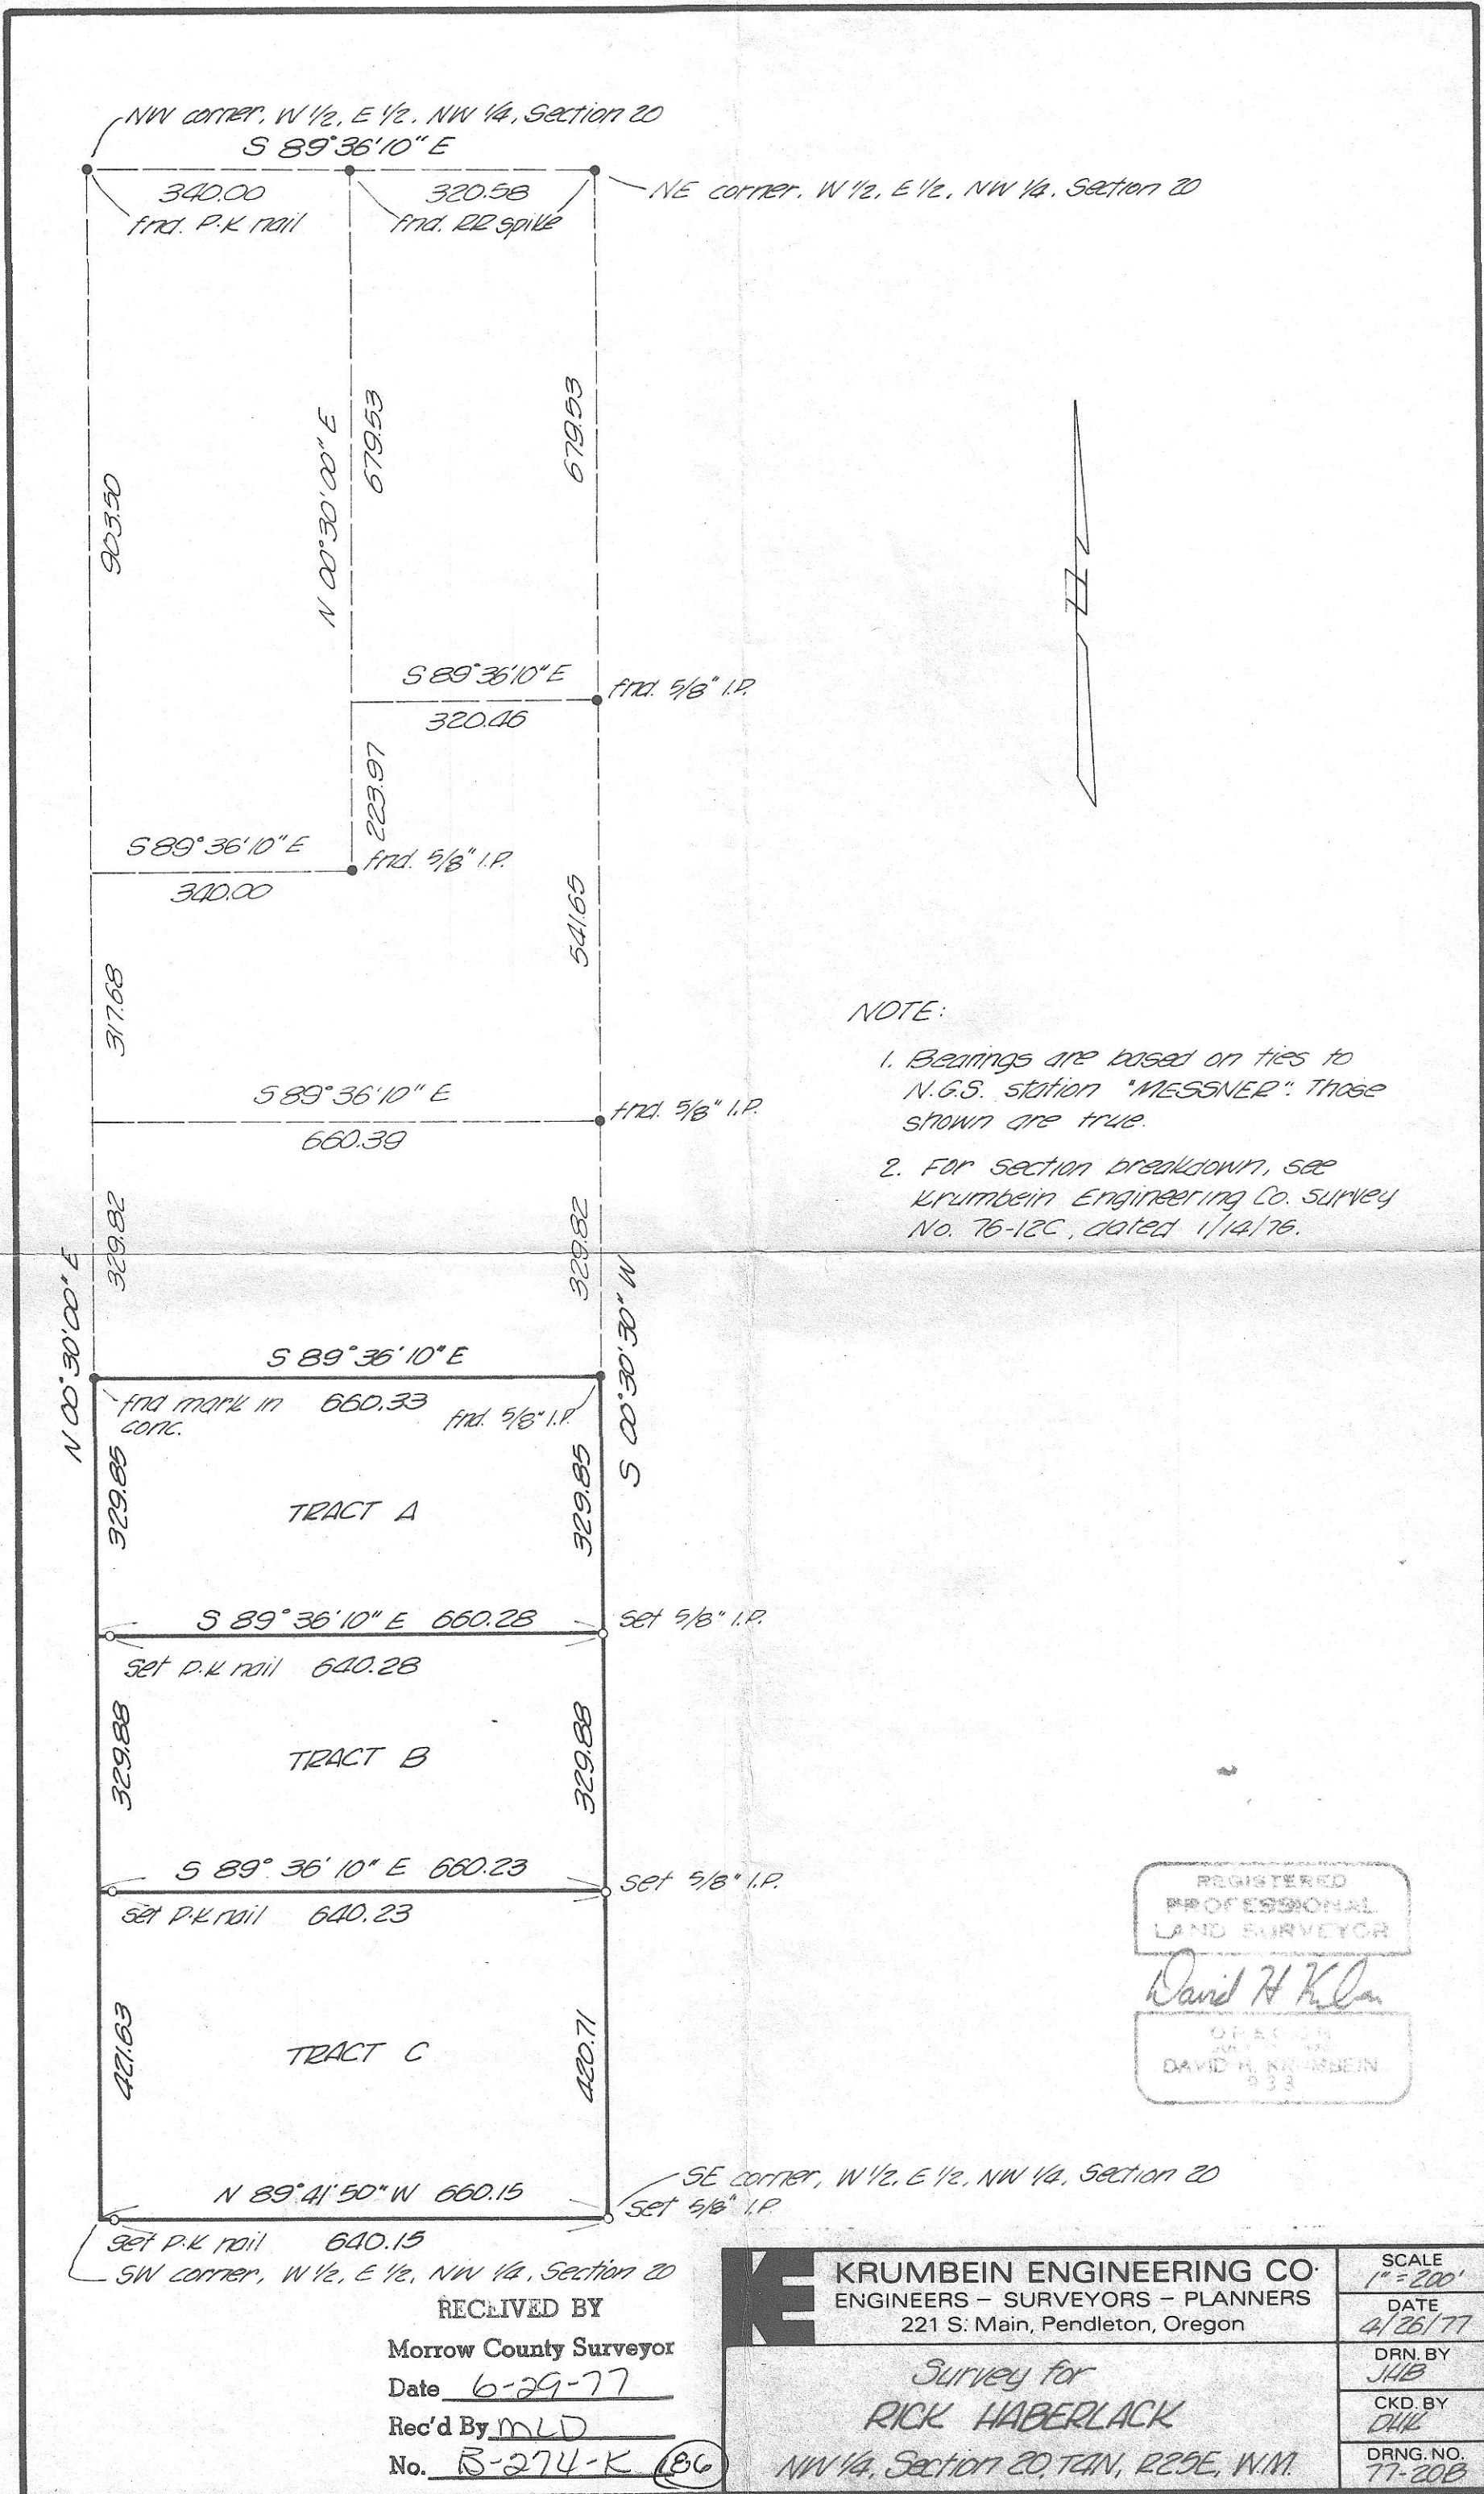 NW corner, W 1/2, E 1/2, NW 1/4, Section 20
S 89°36'10" E
340.00
320.58
NE corner, W 1/2, E 1/2, NW 1/4, Section 20
fnd. P.K nail
fnd. RR spike
903.50
N 00°30'00" E
679.53
679.53
S 89°36'10" E
fnd. 5/8" I.P.
320.46
223.97
S 89°36'10" E
fnd. 5/8" I.P.
340.00
541.65
317.68
NOTE:
1. Bearings are based on ties to
N.G.S. station "MESSNER". Those
shown are true.
2. For section breakdown, see
Krumbein Engineering Co. survey
No. 76-12C, dated 1/14/76.
S 89°36'10" E
fnd. 5/8" I.P.
660.39
329.82
329.82
N 00°30'00" E
S 00°30'30" W
S 89°36'10" E
fnd mark in
conc.
660.33
fnd. 5/8" I.P.
329.85
TRACT A
329.85
S 89°36'10" E 660.28
set 5/8" I.P.
set P.K nail 640.28
329.88
TRACT B
329.88
S 89°36'10" E 660.23
set 5/8" I.P.
set P.K nail 640.23
421.63
TRACT C
420.71
REGISTERED
PROFESSIONAL
LAND SURVEYOR
OREGON
DAVID H. KRUMBEIN
933
N 89°41'50" W 660.15
SE corner, W 1/2, E 1/2, NW 1/4, Section 20
set 5/8" I.P.
set P.K nail 640.15
SW corner, W 1/2, E 1/2, NW 1/4, Section 20
RECEIVED BY
Morrow County Surveyor
Date 6-29-77
Rec'd By MLD
No. B-274-K 186
KE
KRUMBEIN ENGINEERING CO.
ENGINEERS – SURVEYORS – PLANNERS
221 S. Main, Pendleton, Oregon
Survey for
RICK HABERLACK
NW 1/4, Section 20, T4N, R25E, W.M.
SCALE
1" = 200'
DATE
4/26/77
DRN. BY
JHB
CKD. BY
DHK
DRNG. NO.
77-20B